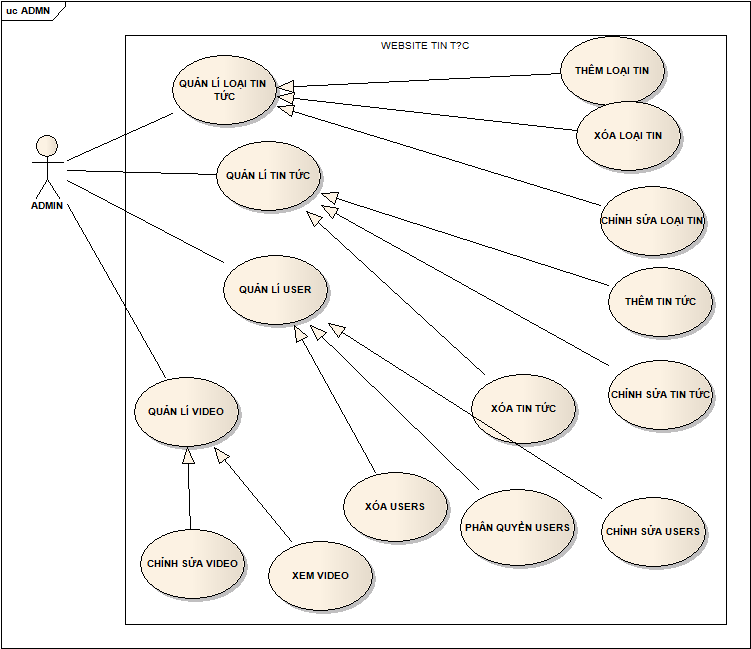 uc ADMN
WEBSITE TIN T?C
QUẢN LÍ LOẠI TIN
TỨC
THÊM LOẠI TIN
XÓA LOẠI TIN
QUẢN LÍ TIN TỨC
ADMIN
CHỈNH SỬA LOẠI TIN
QUẢN LÍ USER
THÊM TIN TỨC
CHỈNH SỬA TIN TỨC
QUẢN LÍ VIDEO
XÓA TIN TỨC
XÓA USERS
PHÂN QUYỀN USERS
CHỈNH SỬA USERS
CHỈNH SỬA VIDEO
XEM VIDEO